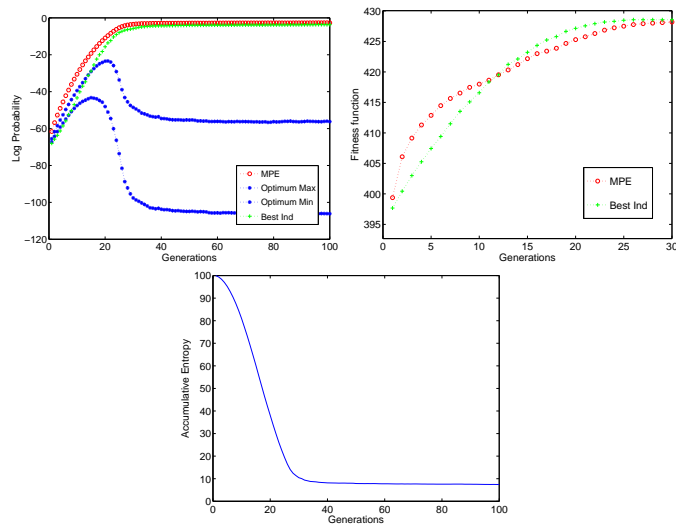 0
−20
−40
−60
−80
−100
−120
Log Probability
0 20 40 60 80 100
Generations
MPE
Optimum Max
Optimum Min
Best Ind
430
425
420
415
410
405
400
395
Fitness function
0 5 10 15 20 25 30
Generations
MPE
Best Ind
100
90
80
70
60
50
40
30
20
10
0
Accumulative Entropy
0 20 40 60 80 100
Generations